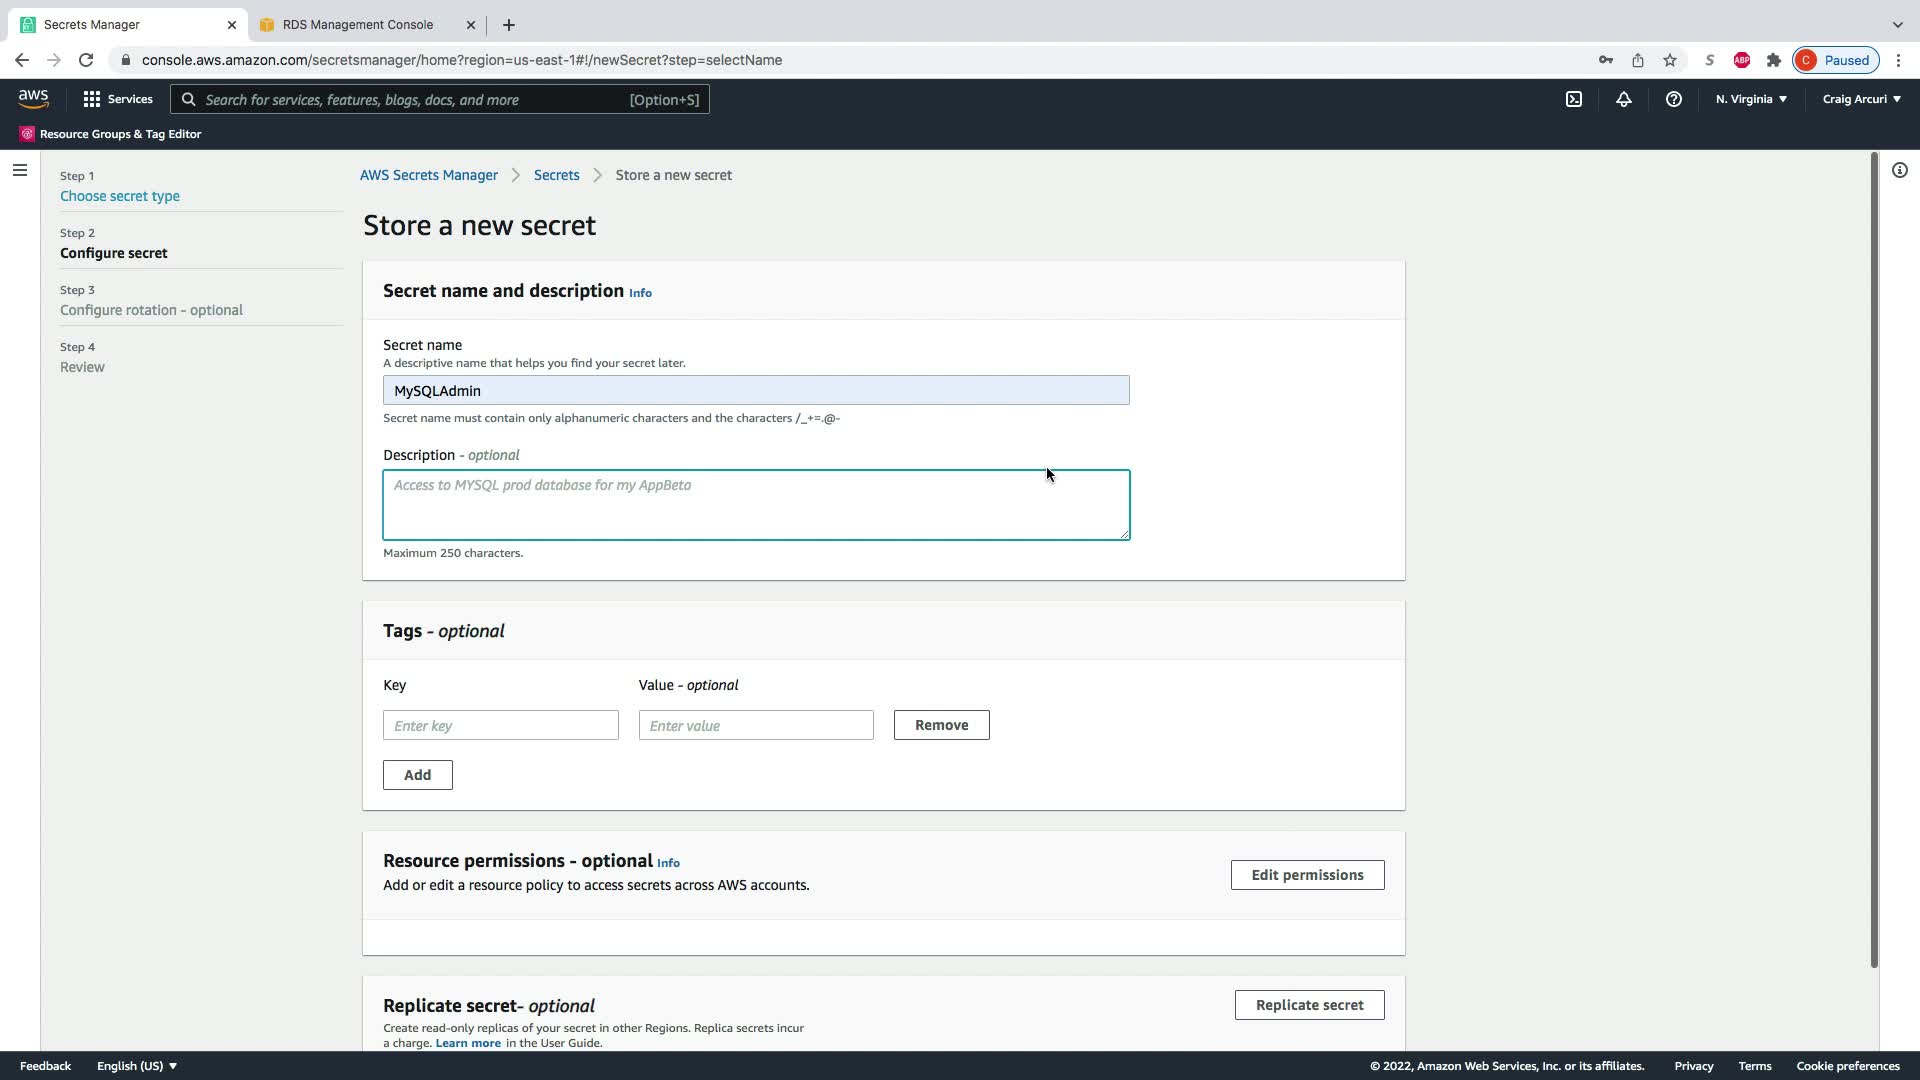 Secrets Manager
RDS Management Console
console.aws.amazon.com/secretsmanager/home?region=us-east-1#!/newSecret?step=selectName
S
ABP
C
Paused
aws
Services
Search for services, features, blogs, docs, and more
[Option+S]
N. Virginia
Craig Arcuri
Resource Groups & Tag Editor
Step 1
Choose secret type
Step 2
Configure secret
Step 3
Configure rotation - optional
Step 4
Review
AWS Secrets Manager
Secrets
Store a new secret
Store a new secret
Secret name and description Info
Secret name
A descriptive name that helps you find your secret later.
MySQLAdmin
Secret name must contain only alphanumeric characters and the characters /_+=.@-
Description - optional
Access to MYSQL prod database for my AppBeta
Maximum 250 characters.
Tags - optional
Key
Value - optional
Enter key
Enter value
Remove
Add
Resource permissions - optional Info
Add or edit a resource policy to access secrets across AWS accounts.
Edit permissions
Replicate secret- optional
Create read-only replicas of your secret in other Regions. Replica secrets incur
a charge. Learn more in the User Guide.
Replicate secret
Feedback
English (US)
© 2022, Amazon Web Services, Inc. or its affiliates.
Privacy
Terms
Cookie preferences